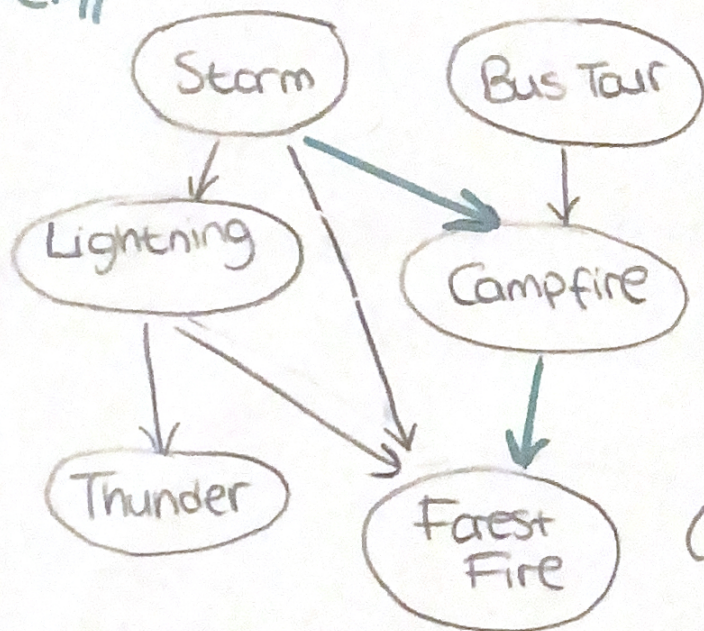 Storm
Bus Tour
Lightning
Campfire
Thunder
Forest
Fire